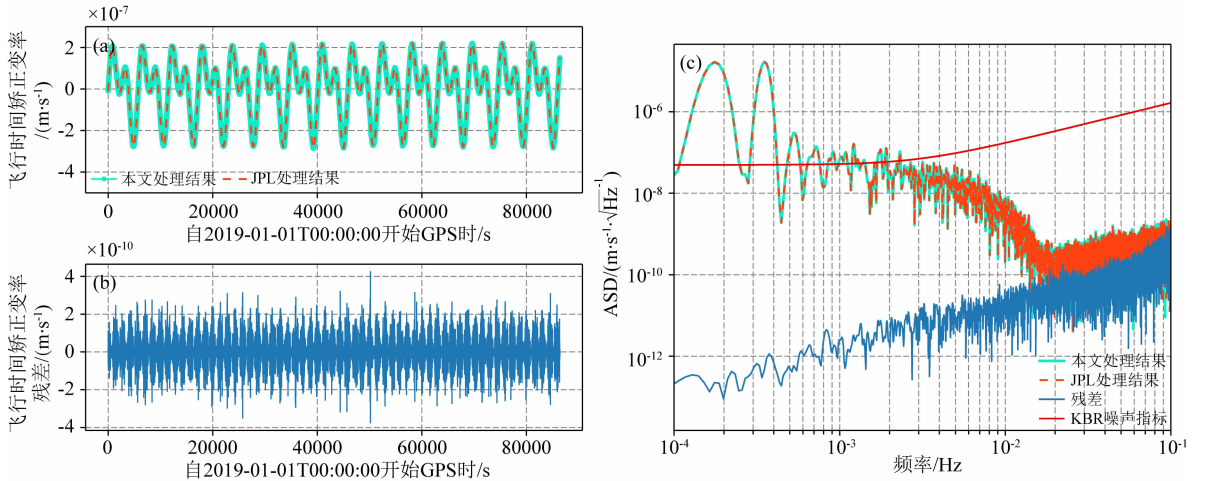 ×10⁻⁷
(a)
2
0
-2
-4
飞行时间矫正变率
/(m·s⁻¹)
本文处理结果 JPL处理结果
0 20000 40000 60000 80000
自2019-01-01T00:00:00开始GPS时/s
×10⁻¹⁰
(b)
4
2
0
-2
-4
飞行时间矫正变率
残差/(m·s⁻¹)
0 20000 40000 60000 80000
自2019-01-01T00:00:00开始GPS时/s
(c)
10⁻⁶
10⁻⁸
10⁻¹⁰
10⁻¹²
ASD/(m·s⁻¹·√Hz⁻¹)
本文处理结果
JPL处理结果
残差
KBR噪声指标
10⁻⁴ 10⁻³ 10⁻² 10⁻¹
频率/Hz